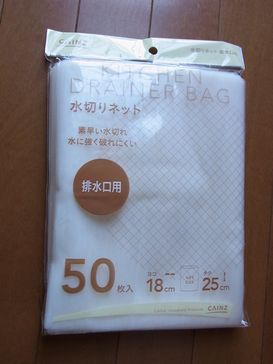 CAINZ
KITCHEN
DRAINER BAG
水切りネット
素早い水切れ
水に強く破れにくい
排水口用
50枚入
ヨコ 18cm
タテ 25cm
CAINZ